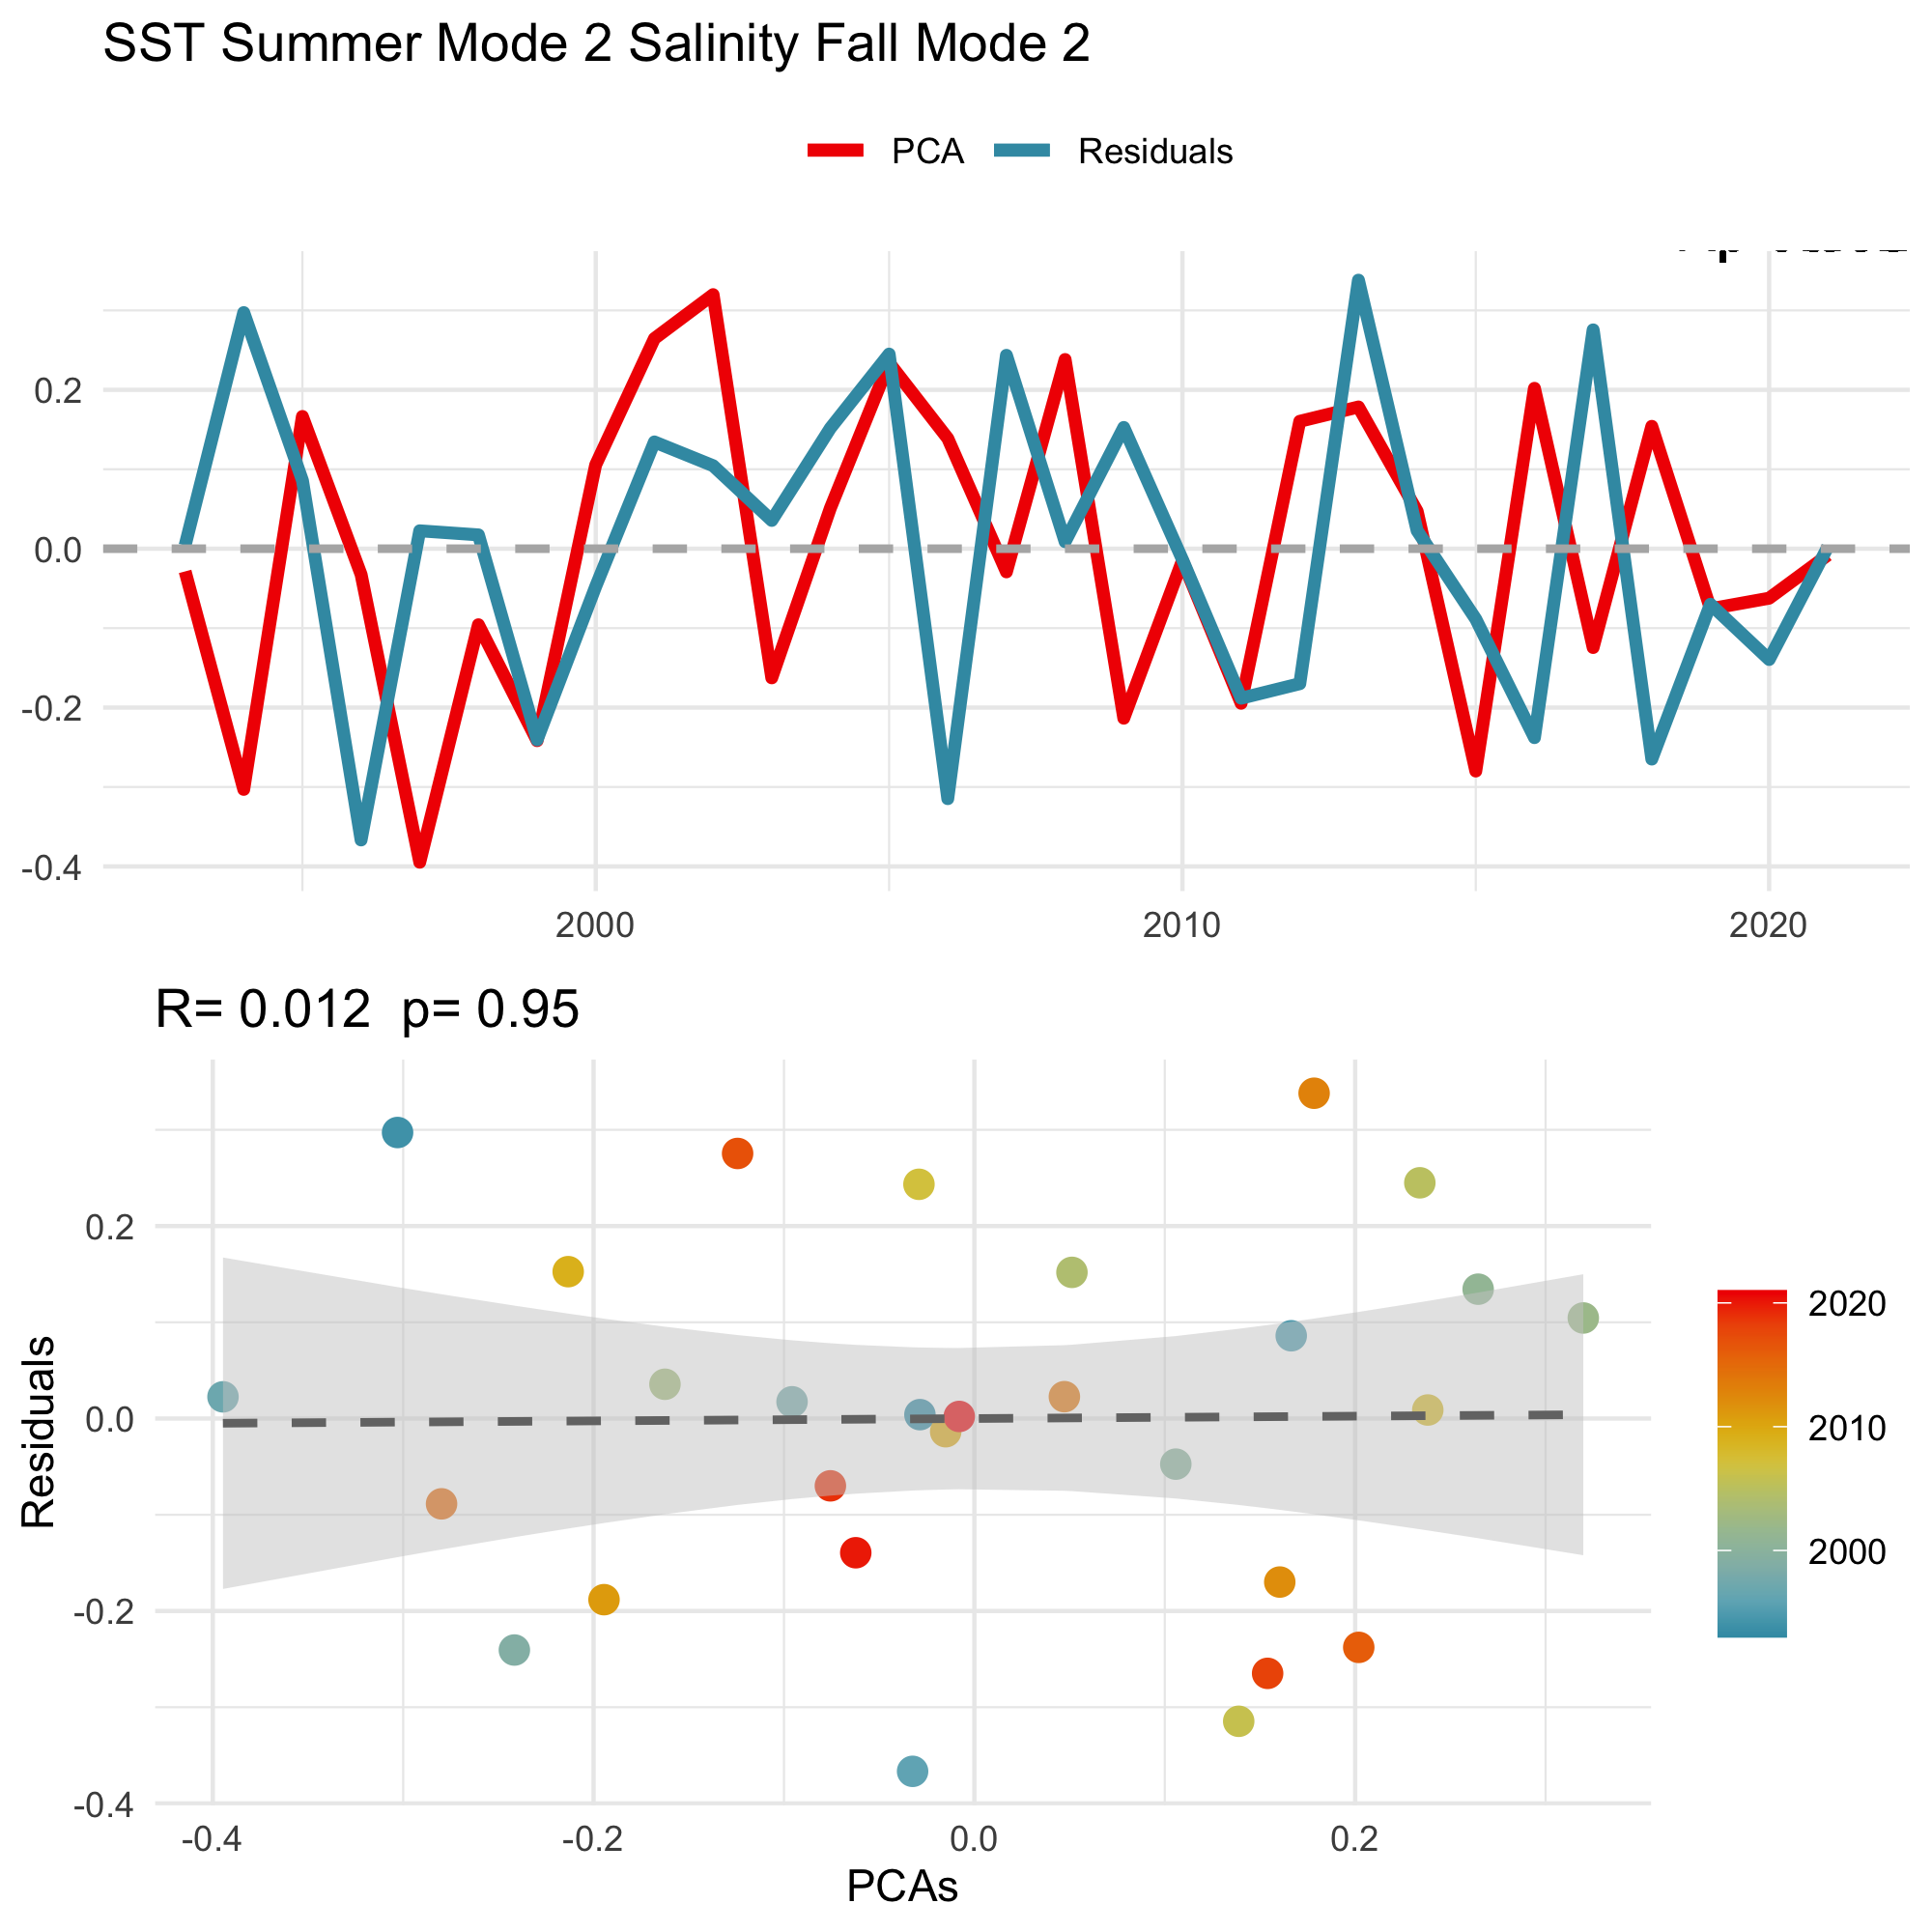 SST Summer Mode 2 Salinity Fall Mode 2
PCA Residuals
0.2
0.0
-0.2
-0.4
2000 2010 2020
R= 0.012 p= 0.95
Residuals
0.2
0.0
-0.2
-0.4
-0.4 -0.2 0.0 0.2
PCAs
2020
2010
2000